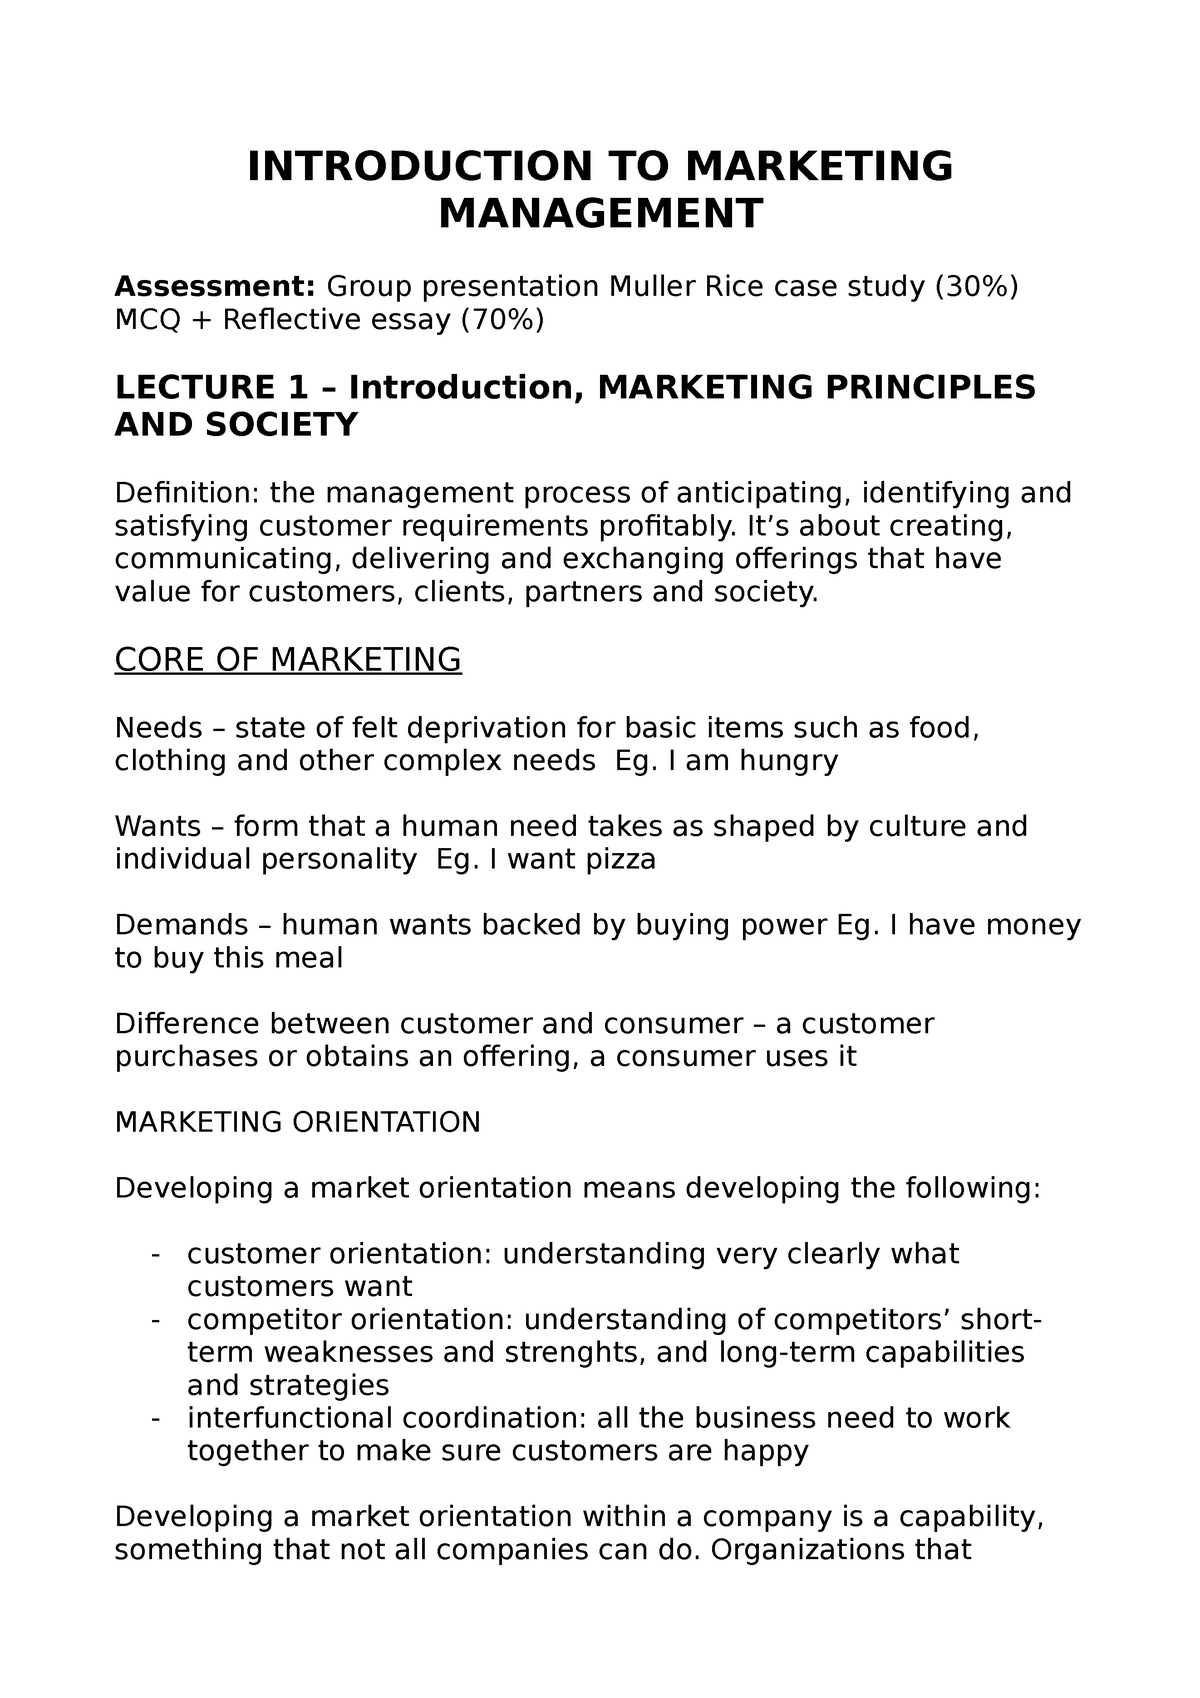 INTRODUCTION TO MARKETING
MANAGEMENT
Assessment: Group presentation Muller Rice case study (30%)
MCQ + Reflective essay (70%)
LECTURE 1 – Introduction, MARKETING PRINCIPLES
AND SOCIETY
Definition: the management process of anticipating, identifying and
satisfying customer requirements profitably. It’s about creating,
communicating, delivering and exchanging offerings that have
value for customers, clients, partners and society.
CORE OF MARKETING
Needs – state of felt deprivation for basic items such as food,
clothing and other complex needs  Eg. I am hungry
Wants – form that a human need takes as shaped by culture and
individual personality  Eg. I want pizza
Demands – human wants backed by buying power Eg. I have money
to buy this meal
Difference between customer and consumer – a customer
purchases or obtains an offering, a consumer uses it
MARKETING ORIENTATION
Developing a market orientation means developing the following:
- customer orientation: understanding very clearly what
customers want
- competitor orientation: understanding of competitors’ short-
term weaknesses and strenghts, and long-term capabilities
and strategies
- interfunctional coordination: all the business need to work
together to make sure customers are happy
Developing a market orientation within a company is a capability,
something that not all companies can do. Organizations that